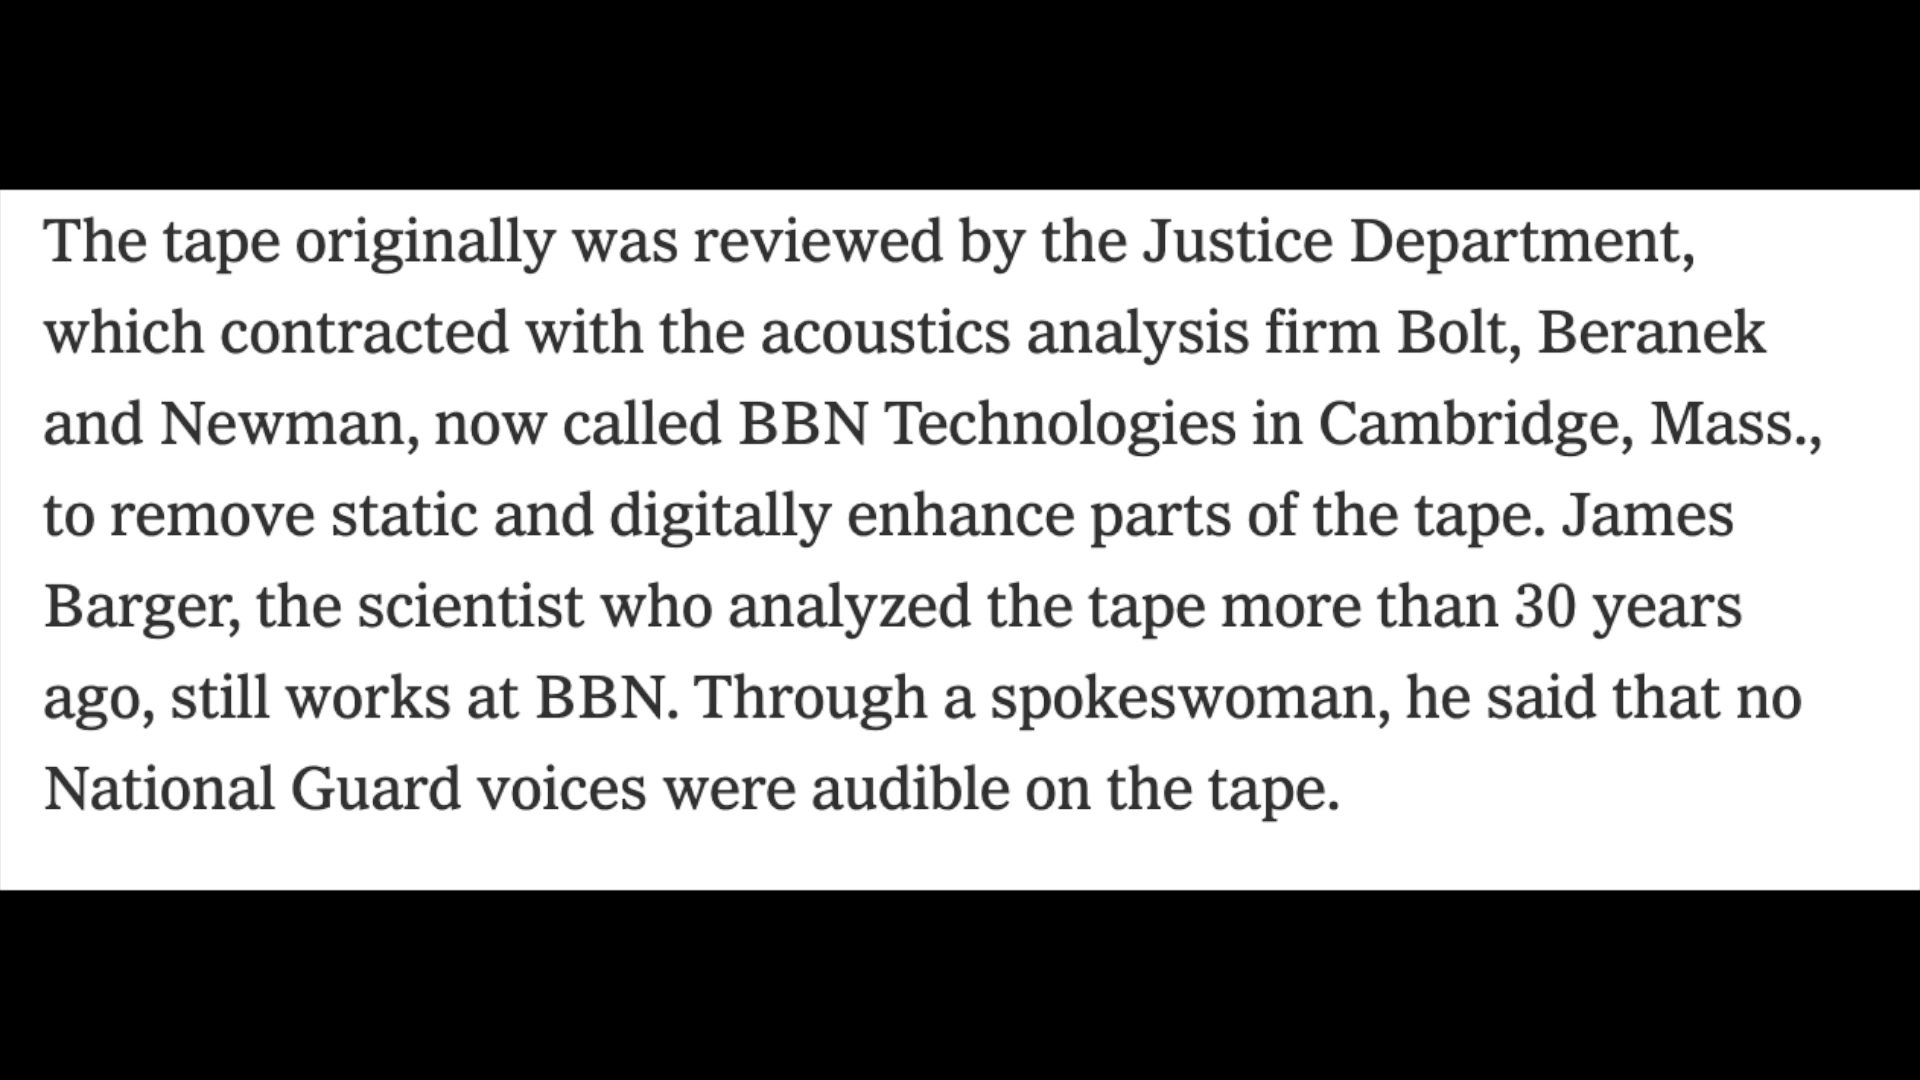 The tape originally was reviewed by the Justice Department,
which contracted with the acoustics analysis firm Bolt, Beranek
and Newman, now called BBN Technologies in Cambridge, Mass.,
to remove static and digitally enhance parts of the tape. James
Barger, the scientist who analyzed the tape more than 30 years
ago, still works at BBN. Through a spokeswoman, he said that no
National Guard voices were audible on the tape.